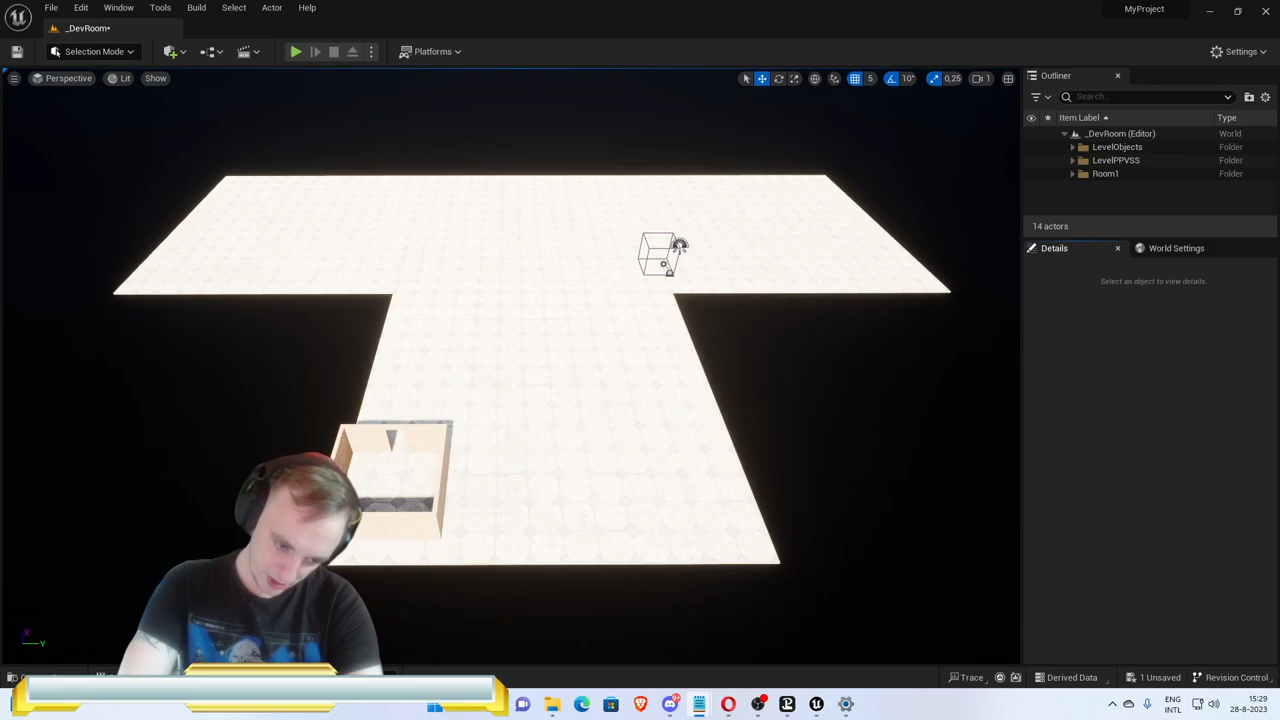 File Edit Window Tools Build Select Actor Help
MyProject
_DevRoom•
Selection Mode
Platforms
Settings
Perspective Lit Show
5 10° 0,25 1
Outliner
Search...
Item Label Type
_DevRoom (Editor) World
LevelObjects Folder
LevelPPVSS Folder
Room1 Folder
14 actors
Details World Settings
Select an object to view details.
X
Y
Trace Derived Data 1 Unsaved Revision Control
9+
ENG
INTL
15:29
28-8-2023